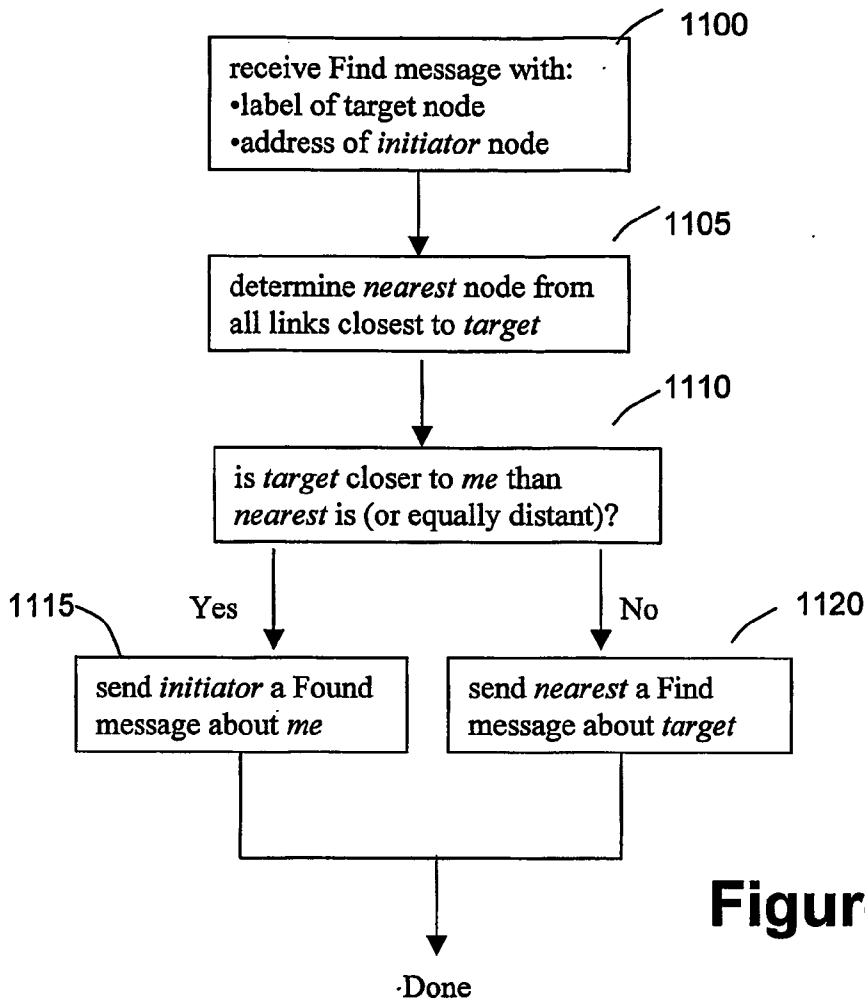 1100
receive Find message with:
•label of target node
•address of initiator node
1105
determine nearest node from
all links closest to target
1110
is target closer to me than
nearest is (or equally distant)?
1115
Yes
No
1120
send initiator a Found
message about me
send nearest a Find
message about target
Figur
Done